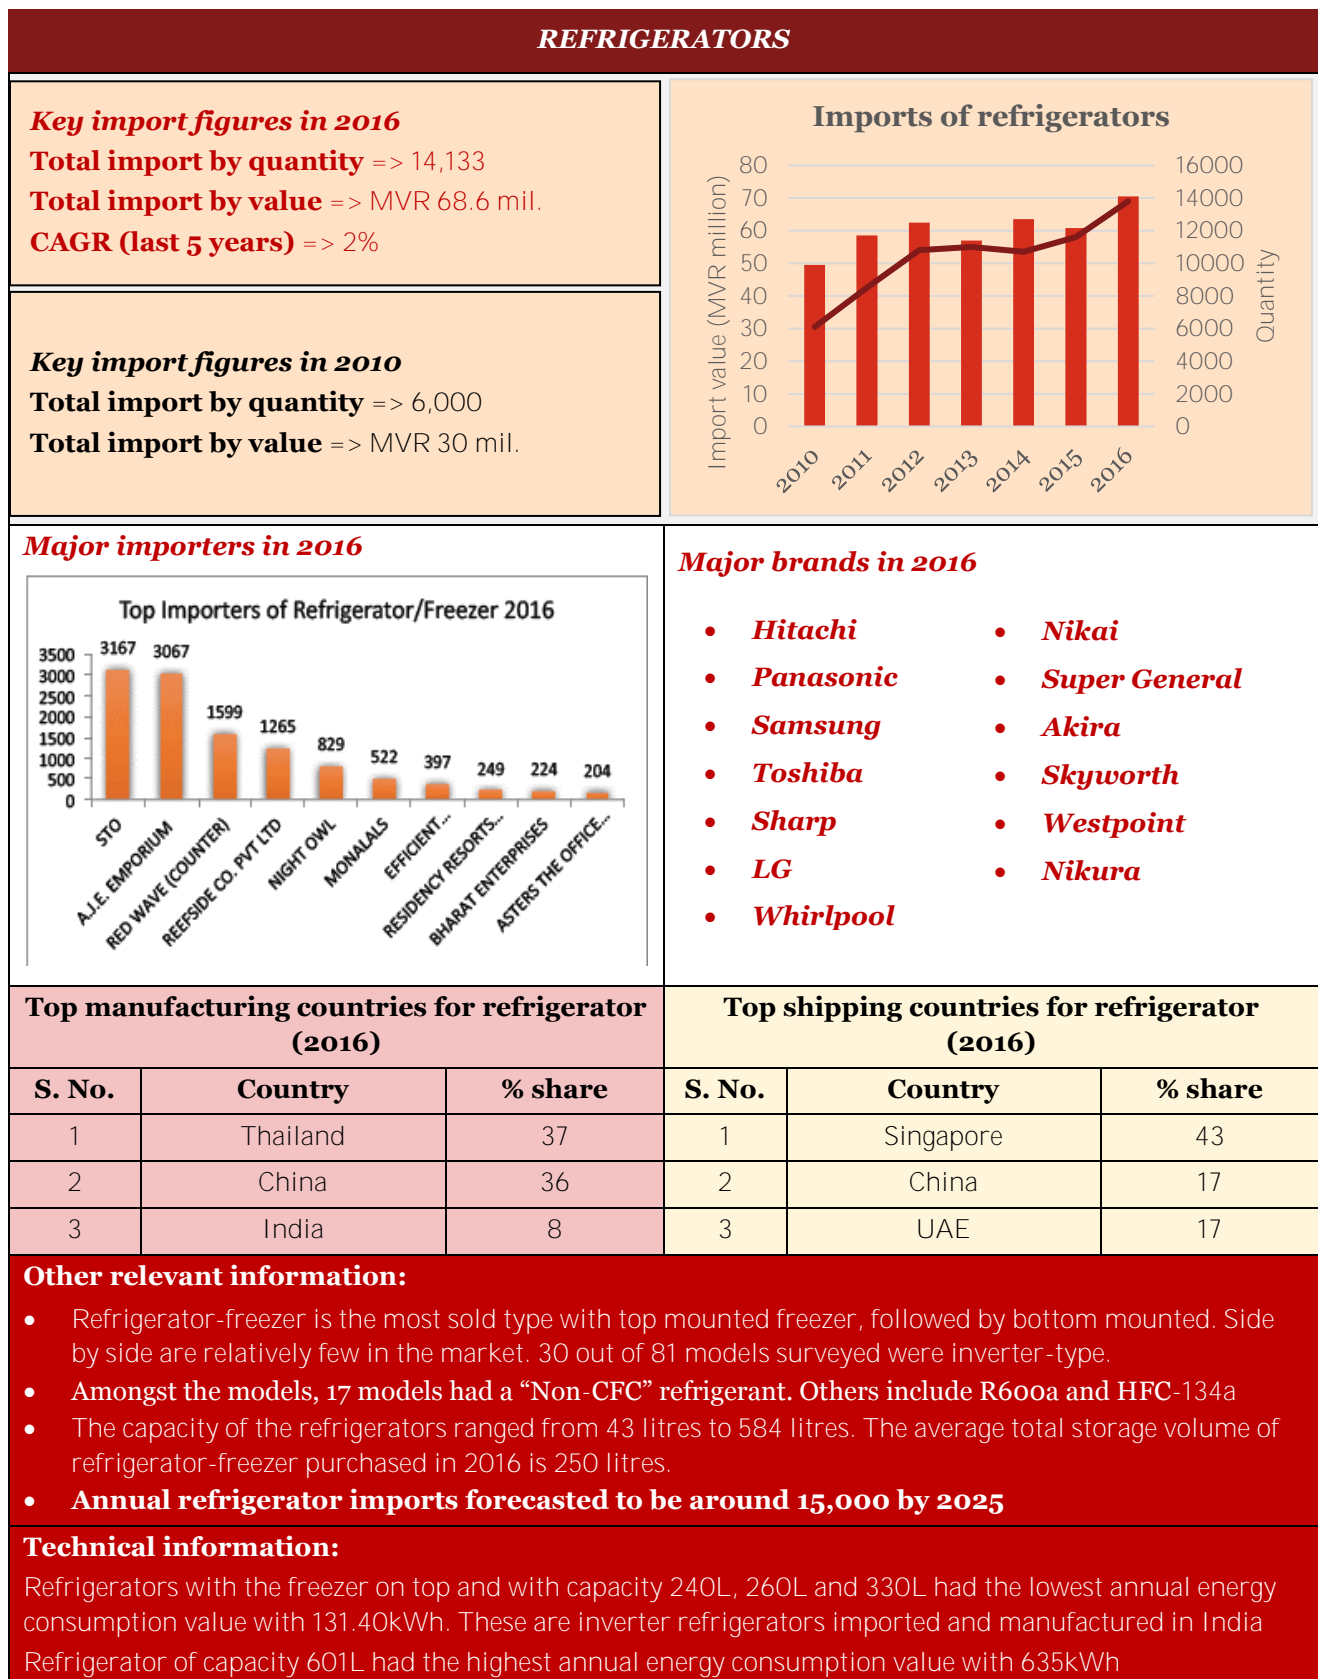 REFRIGERATORS
Key import figures in 2016
Total import by quantity => 14,133
Total import by value => MVR 68.6 mil.
CAGR (last 5 years) => 2%
Key import figures in 2010
Total import by quantity => 6,000
Total import by value => MVR 30 mil.
Imports of refrigerators
Import value (MVR million)
80
70
60
50
40
30
20
10
0
16000
14000
12000
10000
8000
6000
4000
2000
0
Quantity
2010 2011 2012 2013 2014 2015 2016
Major importers in 2016
Top Importers of Refrigerator/Freezer 2016
3500
3000
2500
2000
1500
1000
500
0
3167 3067 1599 1265 829 522 397 249 224 204
STO
A.J.E. EMPORIUM
RED WAVE (COUNTER)
REEFSIDE CO. PVT LTD
NIGHT OWL
MONALALS
EFFICIENT...
RESIDENCY RESORTS...
BHARAT ENTERPRISES
ASTERS THE OFFICE...
Major brands in 2016
• Hitachi
• Panasonic
• Samsung
• Toshiba
• Sharp
• LG
• Whirlpool
• Nikai
• Super General
• Akira
• Skyworth
• Westpoint
• Nikura
Top manufacturing countries for refrigerator
(2016)
S. No. Country % share
1 Thailand 37
2 China 36
3 India 8
Top shipping countries for refrigerator
(2016)
S. No. Country % share
1 Singapore 43
2 China 17
3 UAE 17
Other relevant information:
• Refrigerator-freezer is the most sold type with top mounted freezer, followed by bottom mounted. Side
by side are relatively few in the market. 30 out of 81 models surveyed were inverter-type.
• Amongst the models, 17 models had a “Non-CFC” refrigerant. Others include R600a and HFC-134a
• The capacity of the refrigerators ranged from 43 litres to 584 litres. The average total storage volume of
refrigerator-freezer purchased in 2016 is 250 litres.
• Annual refrigerator imports forecasted to be around 15,000 by 2025
Technical information:
Refrigerators with the freezer on top and with capacity 240L, 260L and 330L had the lowest annual energy
consumption value with 131.40kWh. These are inverter refrigerators imported and manufactured in India
Refrigerator of capacity 601L had the highest annual energy consumption value with 635kWh